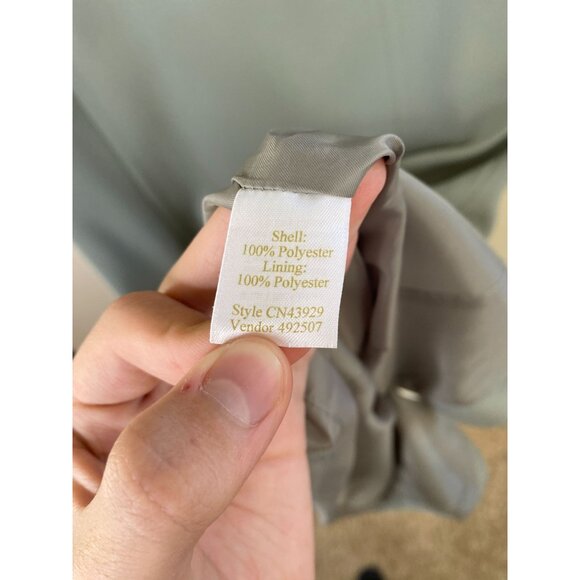 Shell:
100% Polyester
Lining:
100% Polyester
Style CN43929
Vendor 492507